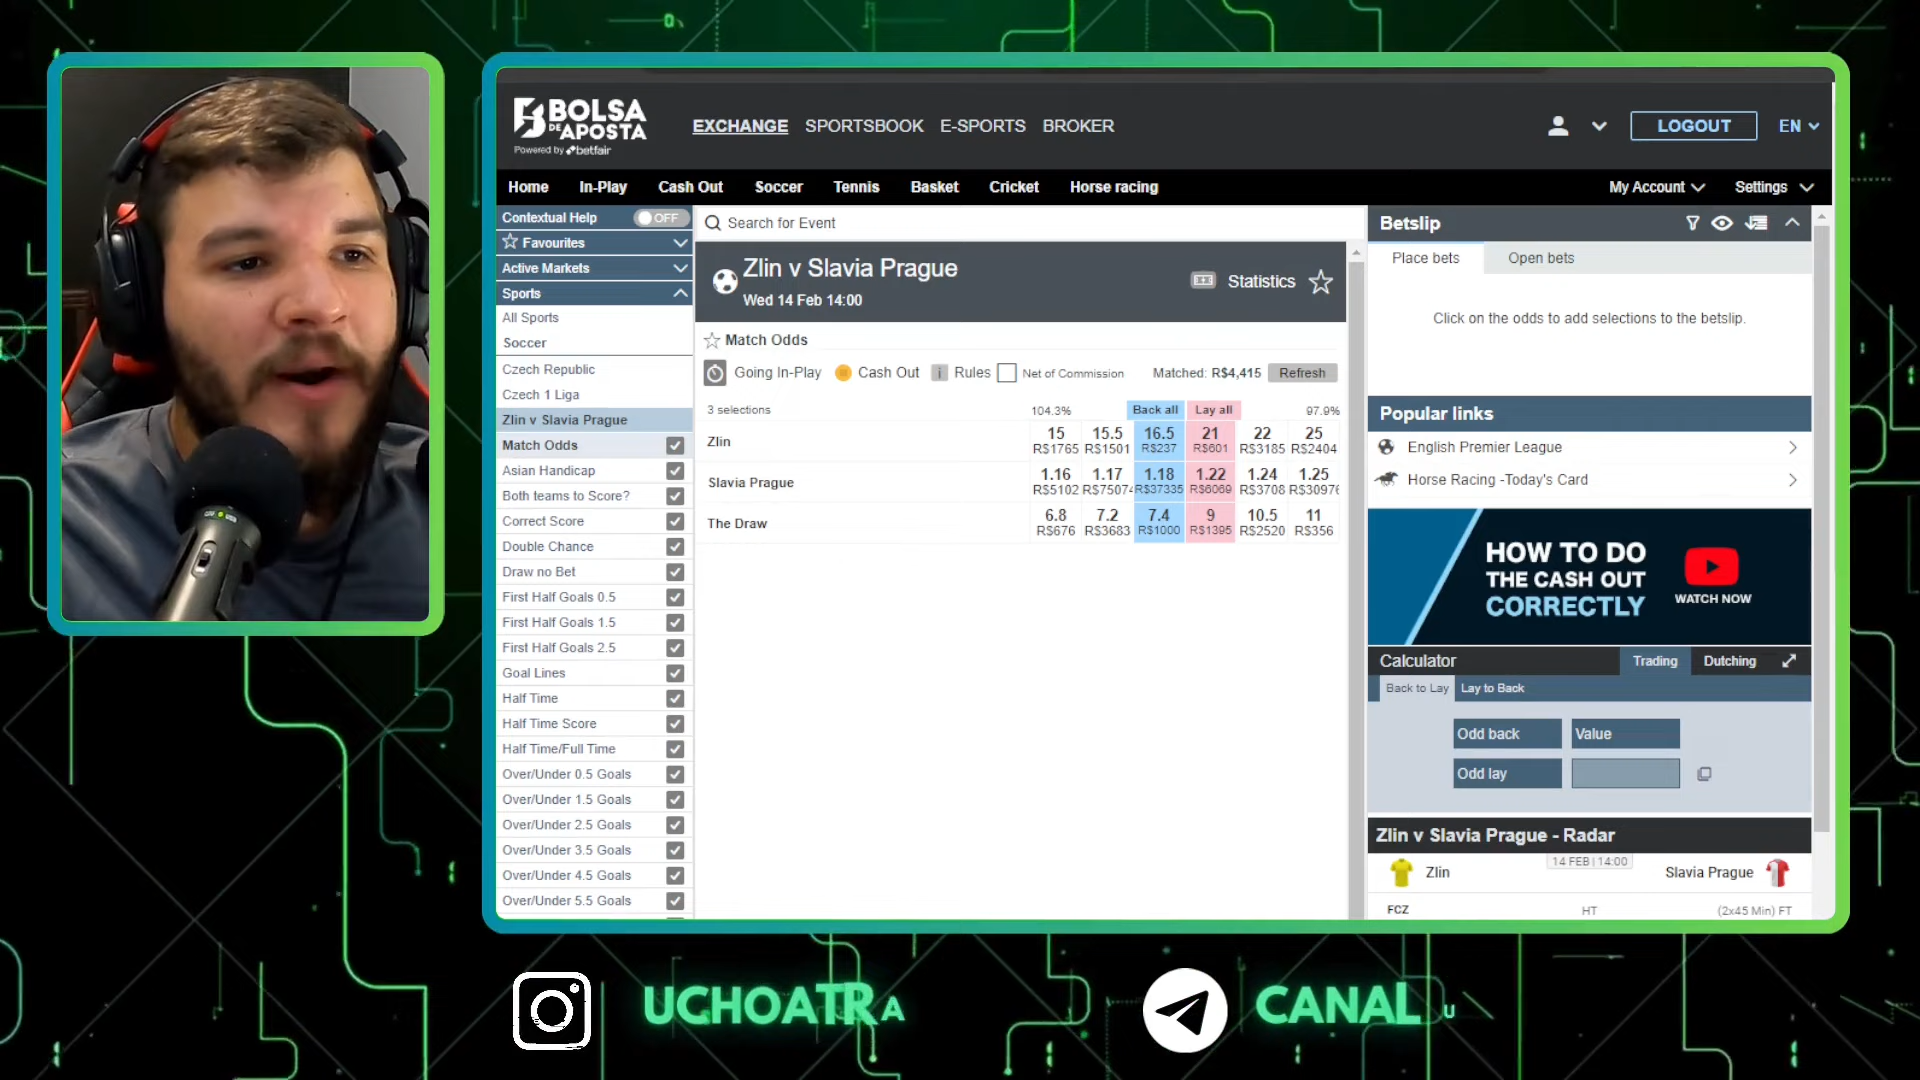 BOLSA
DE APOSTA
Powered by betfair
EXCHANGE SPORTSBOOK E-SPORTS BROKER
LOGOUT EN
Home In-Play Cash Out Soccer Tennis Basket Cricket Horse racing
My Account Settings
Contextual Help OFF
Favourites
Active Markets
Sports
All Sports
Soccer
Czech Republic
Czech 1 Liga
Zlin v Slavia Prague
Match Odds
Asian Handicap
Both teams to Score?
Correct Score
Double Chance
Draw no Bet
First Half Goals 0.5
First Half Goals 1.5
First Half Goals 2.5
Goal Lines
Half Time
Half Time Score
Half Time/Full Time
Over/Under 0.5 Goals
Over/Under 1.5 Goals
Over/Under 2.5 Goals
Over/Under 3.5 Goals
Over/Under 4.5 Goals
Over/Under 5.5 Goals
Search for Event
Zlin v Slavia Prague
Wed 14 Feb 14:00
Statistics
Match Odds
Going In-Play Cash Out i Rules Net of Commission Matched: R$4,415 Refresh
3 selections 104.3% Back all Lay all 97.9%
Zlin 15 15.5 16.5 21 22 25
R$1765 R$1501 R$237 R$601 R$3185 R$2404
Slavia Prague 1.16 1.17 1.18 1.22 1.24 1.25
R$5102 R$75074 R$37335 R$6069 R$3708 R$30976
The Draw 6.8 7.2 7.4 9 10.5 11
R$676 R$3683 R$1000 R$1395 R$2520 R$356
Betslip
Place bets Open bets
Click on the odds to add selections to the betslip.
Popular links
English Premier League
Horse Racing -Today's Card
HOW TO DO
THE CASH OUT
CORRECTLY
WATCH NOW
Calculator Trading Dutching
Back to Lay Lay to Back
Odd back Value
Odd lay
Zlin v Slavia Prague - Radar
14 FEB | 14:00
Zlin Slavia Prague
FCZ HT (2x45 Min) FT
UCHOATRA
CANAL U